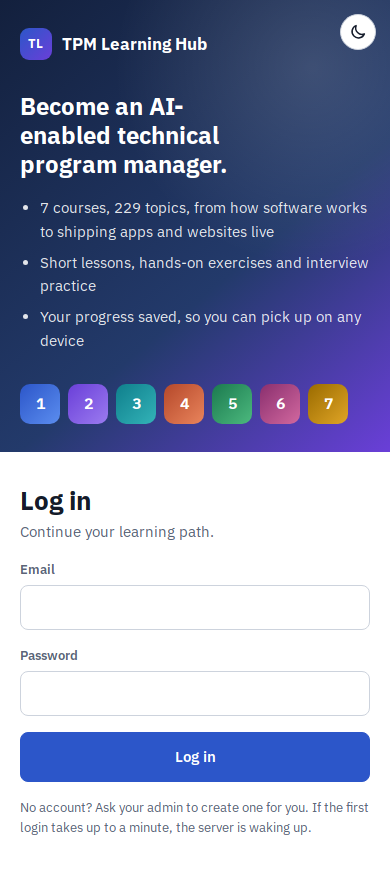 TL
TPM Learning Hub
Become an AI-
enabled technical
program manager.
• 7 courses, 229 topics, from how software works
to shipping apps and websites live
• Short lessons, hands-on exercises and interview
practice
• Your progress saved, so you can pick up on any
device
1 2 3 4 5 6 7
Log in
Continue your learning path.
Email
Password
Log in
No account? Ask your admin to create one for you. If the first
login takes up to a minute, the server is waking up.